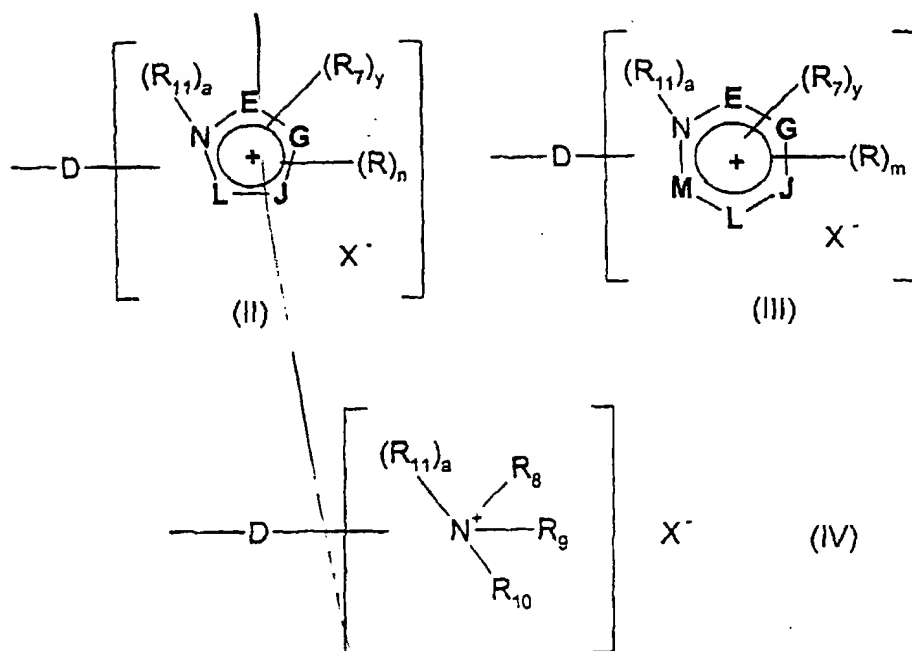 (R₁₁)ₐ E (R₇)ᵧ
N G
D + (R)ₙ
L J
X⁻
(II)
(R₁₁)ₐ E (R₇)ᵧ
N G
D + (R)ₘ
M J
L
X⁻
(III)
(R₁₁)ₐ R₈
D N⁺ R₉ X⁻ (IV)
R₁₀